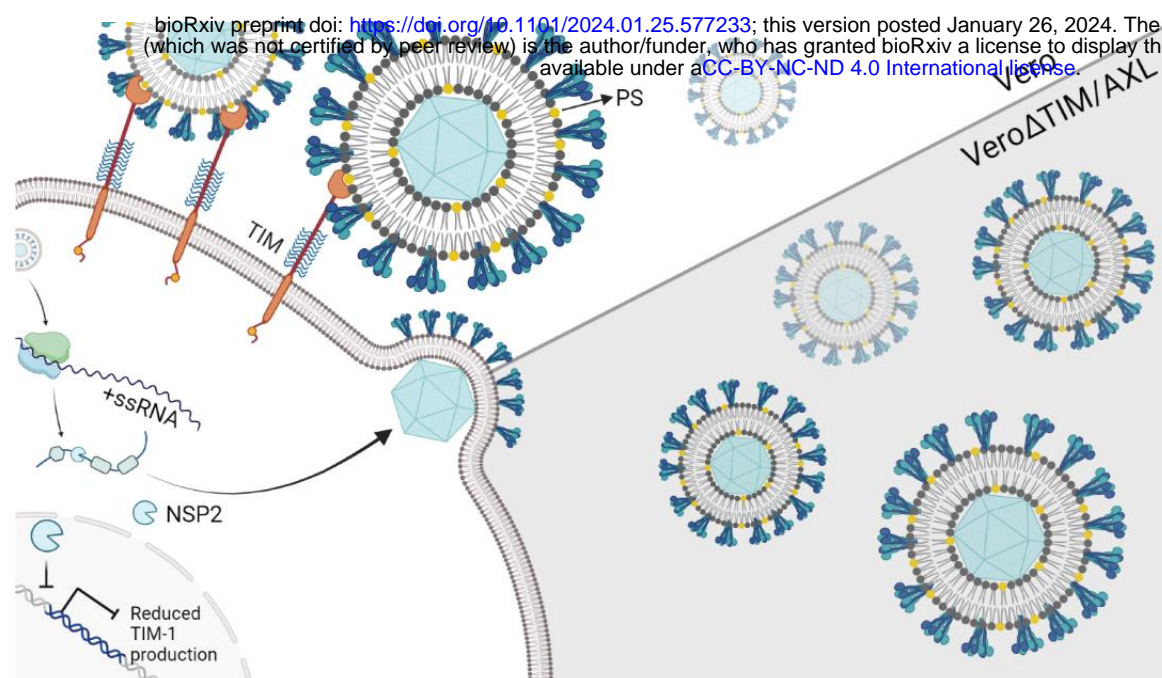 bioRxiv preprint doi: https://doi.org/10.1101/2024.01.25.577233; this version posted January 26, 2024. The
(which was not certified by peer review) is the author/funder, who has granted bioRxiv a license to display th
available under aCC-BY-NC-ND 4.0 International license.
PS
Vero
VeroΔTIM/AXL
TIM
+ssRNA
NSP2
Reduced
TIM-1
production